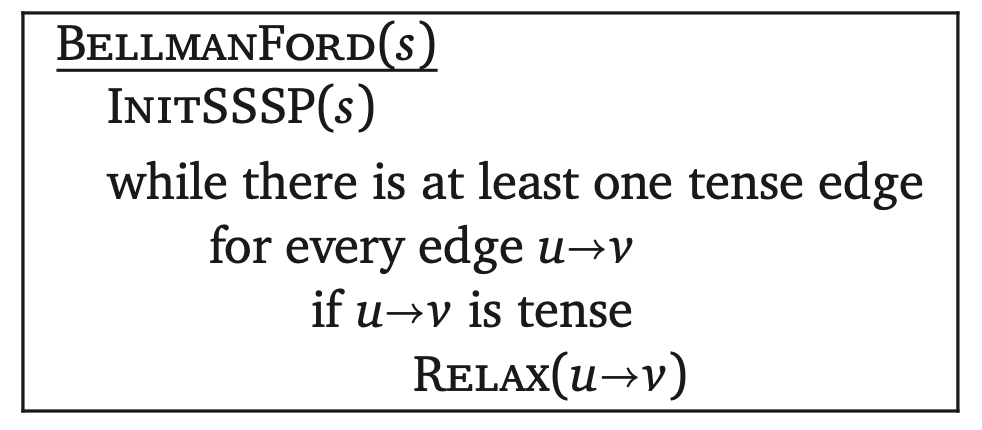 BELLMANFORD(s)
INITSSSP(s)
while there is at least one tense edge
for every edge u→v
if u→v is tense
RELAX(u→v)